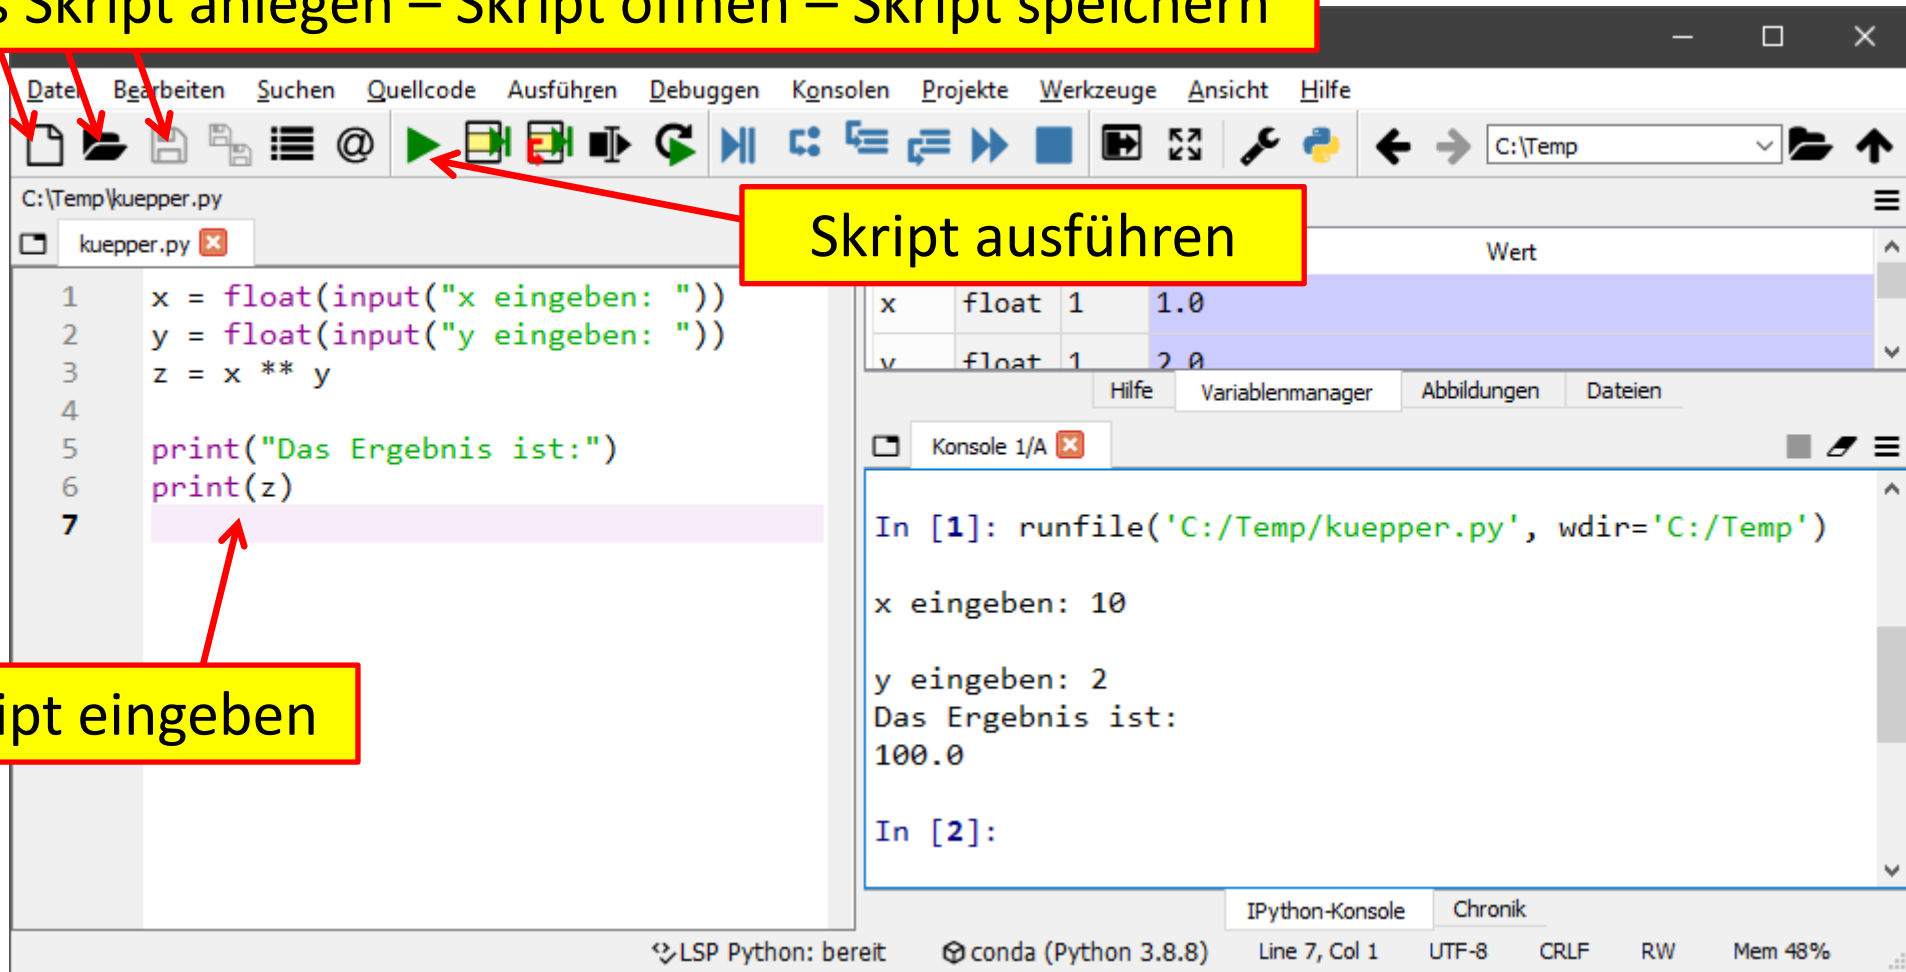 s Skript anlegen – Skript öffnen – Skript speichern
Datei Bearbeiten Suchen Quellcode Ausführen Debuggen Konsolen Projekte Werkzeuge Ansicht Hilfe
C:\Temp
C:\Temp\kuepper.py
Skript ausführen
kuepper.py
Wert
1 x = float(input("x eingeben: "))
2 y = float(input("y eingeben: "))
3 z = x ** y
4
5 print("Das Ergebnis ist:")
6 print(z)
7
x float 1 1.0
y float 1 2.0
Hilfe Variablenmanager Abbildungen Dateien
Konsole 1/A
In [1]: runfile('C:/Temp/kuepper.py', wdir='C:/Temp')
x eingeben: 10
y eingeben: 2
Das Ergebnis ist:
100.0
In [2]:
ipt eingeben
IPython-Konsole Chronik
LSP Python: bereit conda (Python 3.8.8) Line 7, Col 1 UTF-8 CRLF RW Mem 48%